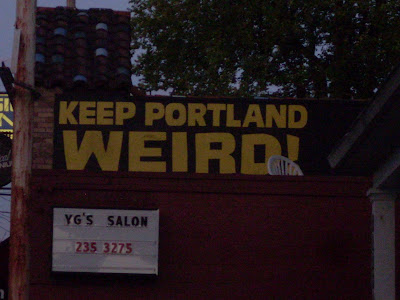 KEEP PORTLAND
WEIRD!
YG'S SALON
235 3275